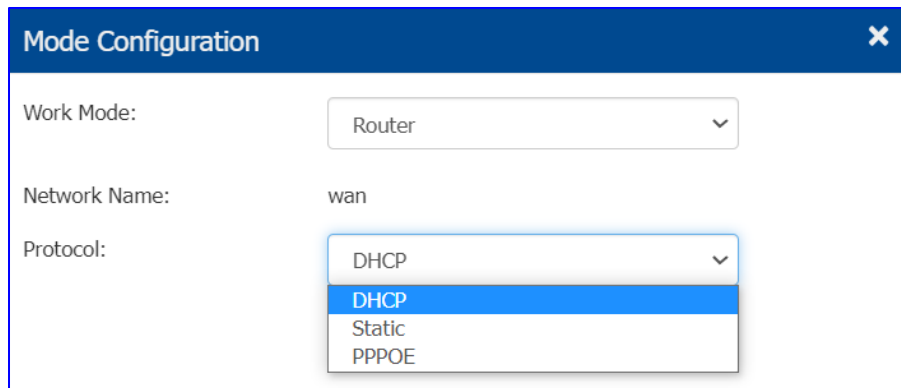 Mode Configuration
Work Mode:
Router
Network Name:
wan
Protocol:
DHCP
DHCP
Static
PPPOE